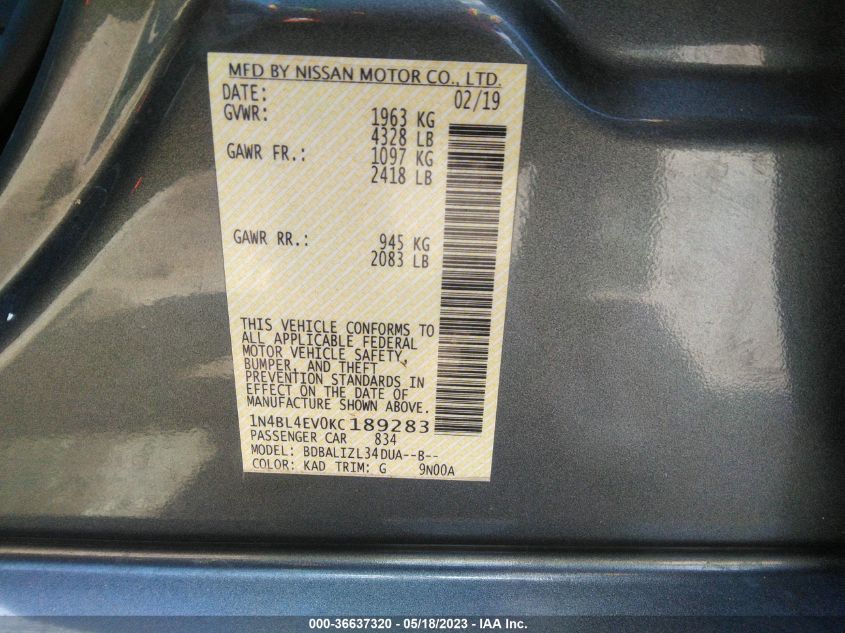 MFD BY NISSAN MOTOR CO., LTD.
DATE: 02/19
GVWR: 1963 KG
4328 LB
GAWR FR.: 1097 KG
2418 LB
GAWR RR.: 945 KG
2083 LB
THIS VEHICLE CONFORMS TO
ALL APPLICABLE FEDERAL
MOTOR VEHICLE SAFETY,
BUMPER, AND THEFT
PREVENTION STANDARDS IN
EFFECT ON THE DATE OF
MANUFACTURE SHOWN ABOVE.
1N4BL4EV0KC189283
PASSENGER CAR 834
MODEL: BDBALIZL34DUA--B--
COLOR: KAD TRIM: G 9N00A
000-36637320 - 05/18/2023 - IAA Inc.